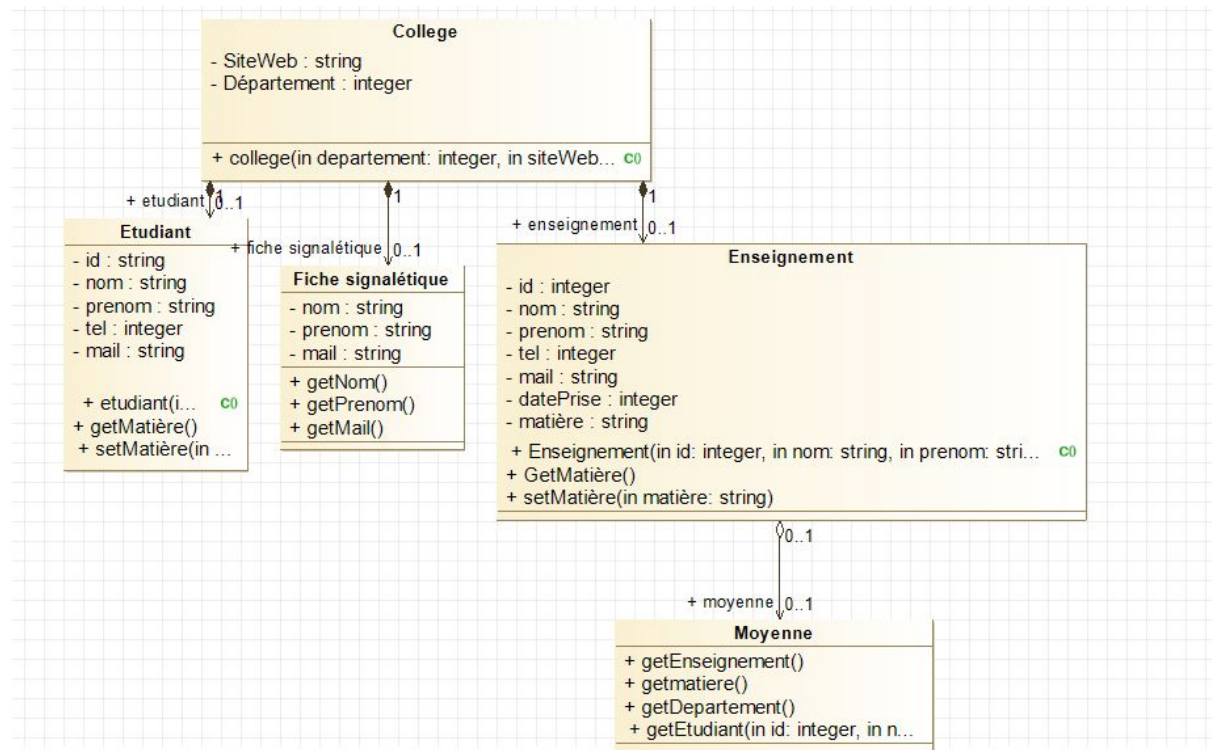 College
- SiteWeb : string
- Département : integer
+ college(in departement: integer, in siteWeb... C()
+ etudiant
1
0..1
1
+ fiche signalétique
0..1
1
+ enseignement
0..1
Etudiant
- id : string
- nom : string
- prenom : string
- tel : integer
- mail : string
+ etudiant(i... C()
+ getMatière()
+ setMatière(in ...
Fiche signalétique
- nom : string
- prenom : string
- mail : string
+ getNom()
+ getPrenom()
+ getMail()
Enseignement
- id : integer
- nom : string
- prenom : string
- tel : integer
- mail : string
- datePrise : integer
- matière : string
+ Enseignement(in id: integer, in nom: string, in prenom: stri... C()
+ GetMatière()
+ setMatière(in matière: string)
0..1
+ moyenne
0..1
Moyenne
+ getEnseignement()
+ getmatiere()
+ getDepartement()
+ getEtudiant(in id: integer, in n...